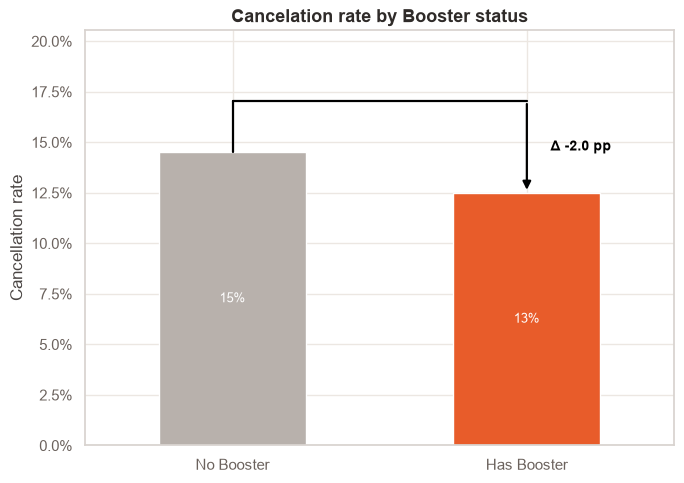 Cancelation rate by Booster status
20.0%
17.5%
15.0%
12.5%
10.0%
7.5%
5.0%
2.5%
0.0%
Cancellation rate
Δ -2.0 pp
15%
13%
No Booster
Has Booster